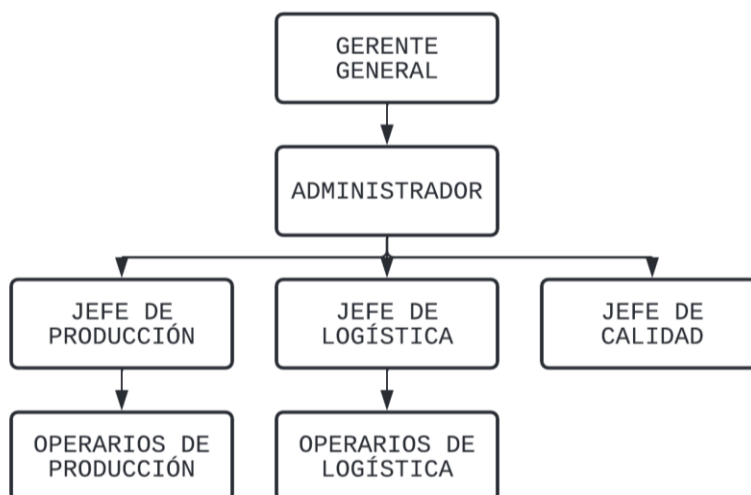 GERENTE
GENERAL
ADMINISTRADOR
JEFE DE
PRODUCCIÓN
JEFE DE
LOGÍSTICA
JEFE DE
CALIDAD
OPERARIOS DE
PRODUCCIÓN
OPERARIOS DE
LOGÍSTICA